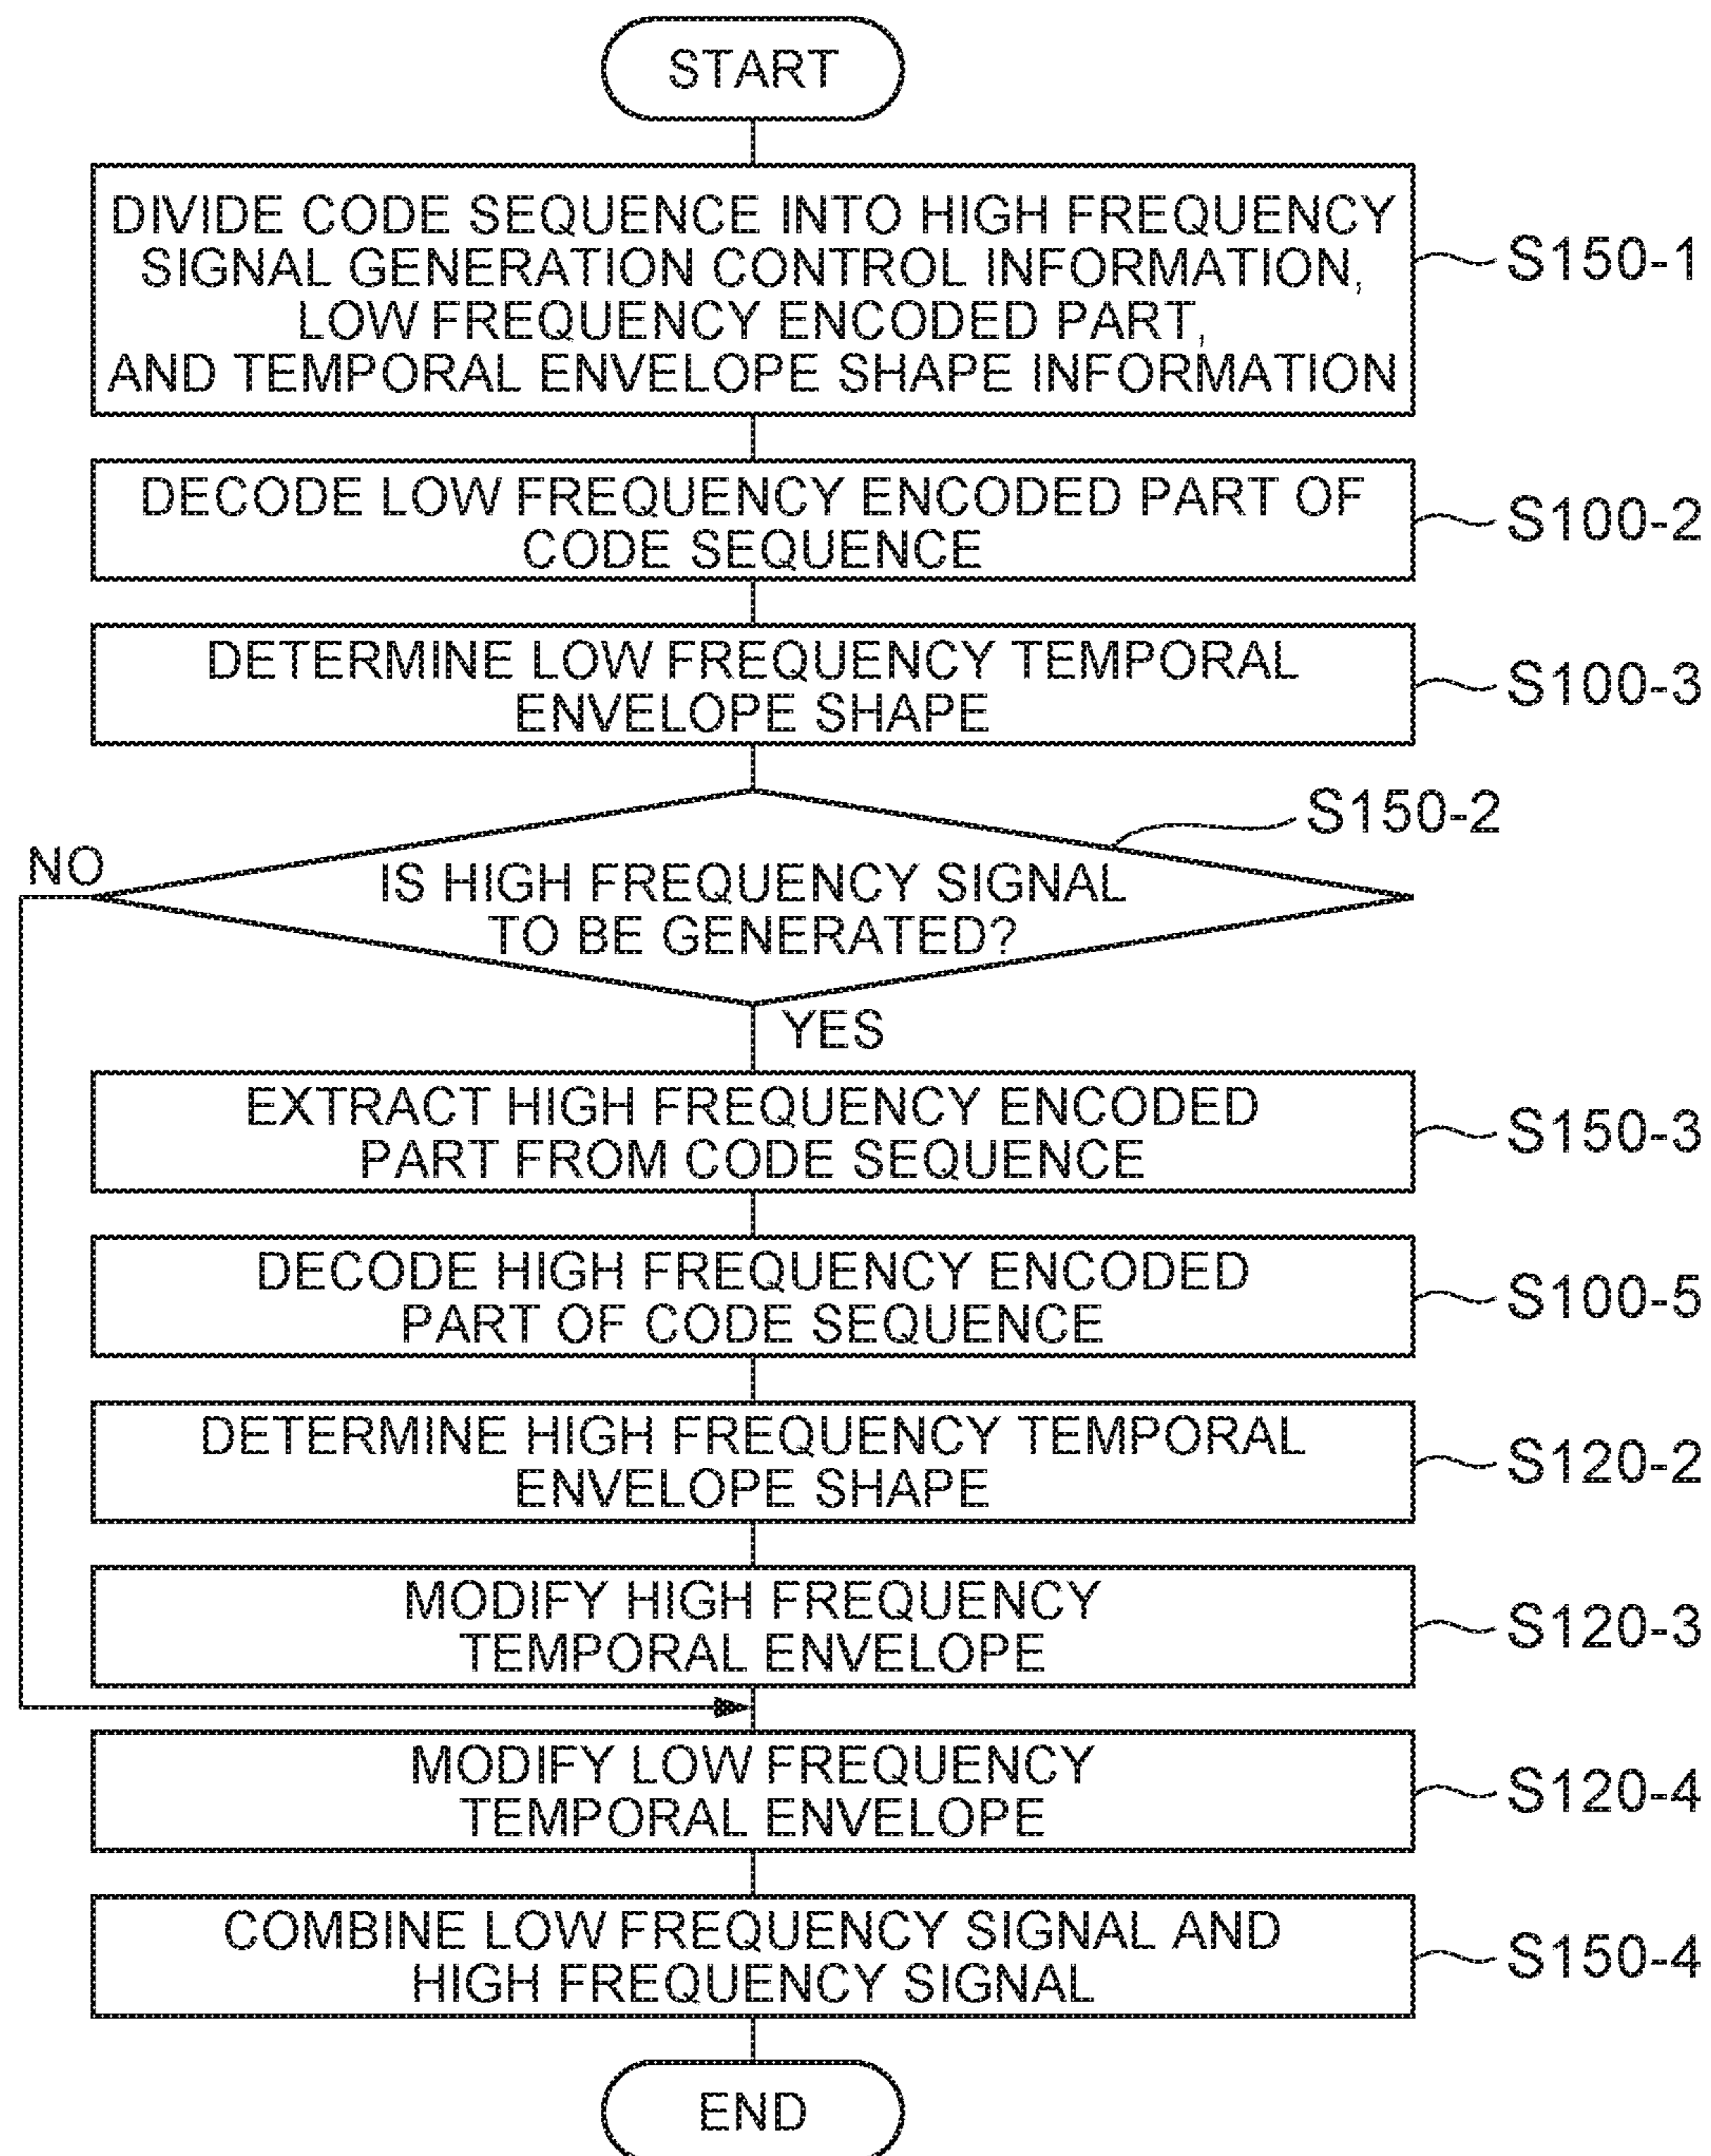 START
DIVIDE CODE SEQUENCE INTO HIGH FREQUENCY
SIGNAL GENERATION CONTROL INFORMATION,
LOW FREQUENCY ENCODED PART,
AND TEMPORAL ENVELOPE SHAPE INFORMATION
S150-1
DECODE LOW FREQUENCY ENCODED PART OF
CODE SEQUENCE
S100-2
DETERMINE LOW FREQUENCY TEMPORAL
ENVELOPE SHAPE
S100-3
S150-2
NO
IS HIGH FREQUENCY SIGNAL
TO BE GENERATED?
YES
EXTRACT HIGH FREQUENCY ENCODED
PART FROM CODE SEQUENCE
S150-3
DECODE HIGH FREQUENCY ENCODED
PART OF CODE SEQUENCE
S100-5
DETERMINE HIGH FREQUENCY TEMPORAL
ENVELOPE SHAPE
S120-2
MODIFY HIGH FREQUENCY
TEMPORAL ENVELOPE
S120-3
MODIFY LOW FREQUENCY
TEMPORAL ENVELOPE
S120-4
COMBINE LOW FREQUENCY SIGNAL AND
HIGH FREQUENCY SIGNAL
S150-4
END